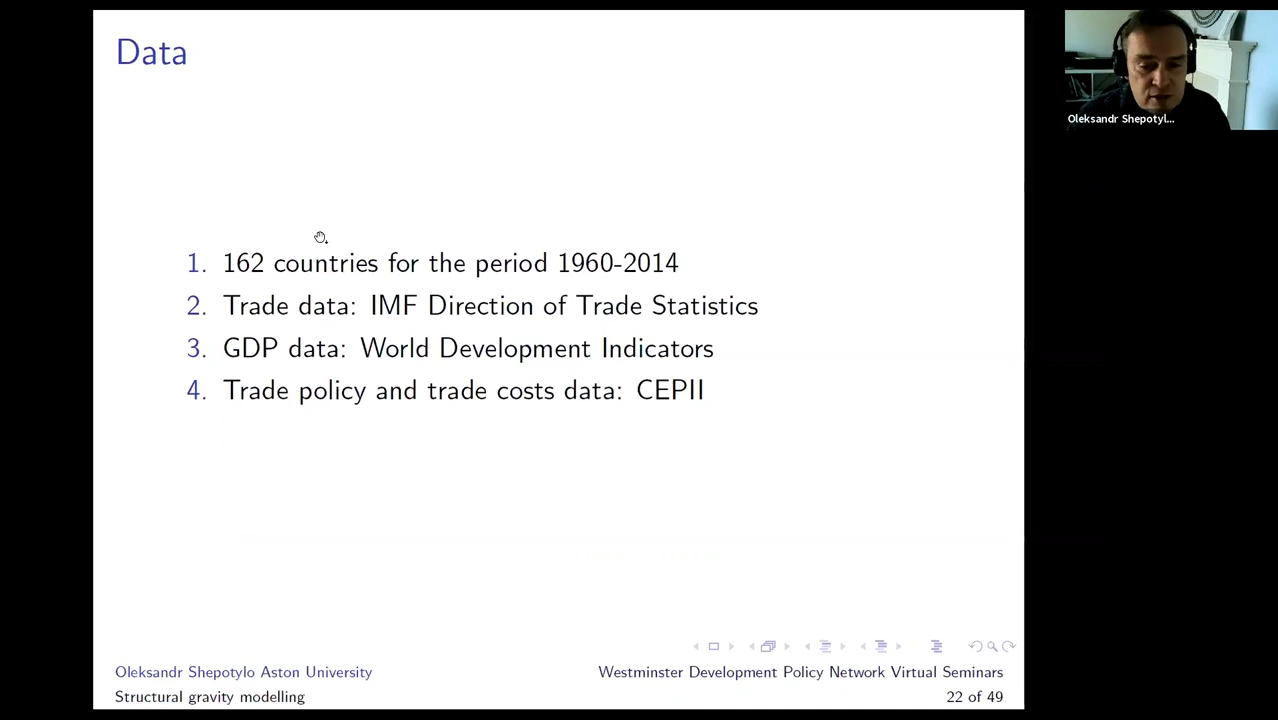 Data
1. 162 countries for the period 1960-2014
2. Trade data: IMF Direction of Trade Statistics
3. GDP data: World Development Indicators
4. Trade policy and trade costs data: CEPII
Oleksandr Shepotylo Aston University
Westminster Development Policy Network Virtual Seminars
Structural gravity modelling
22 of 49
Oleksandr Shepotyl...